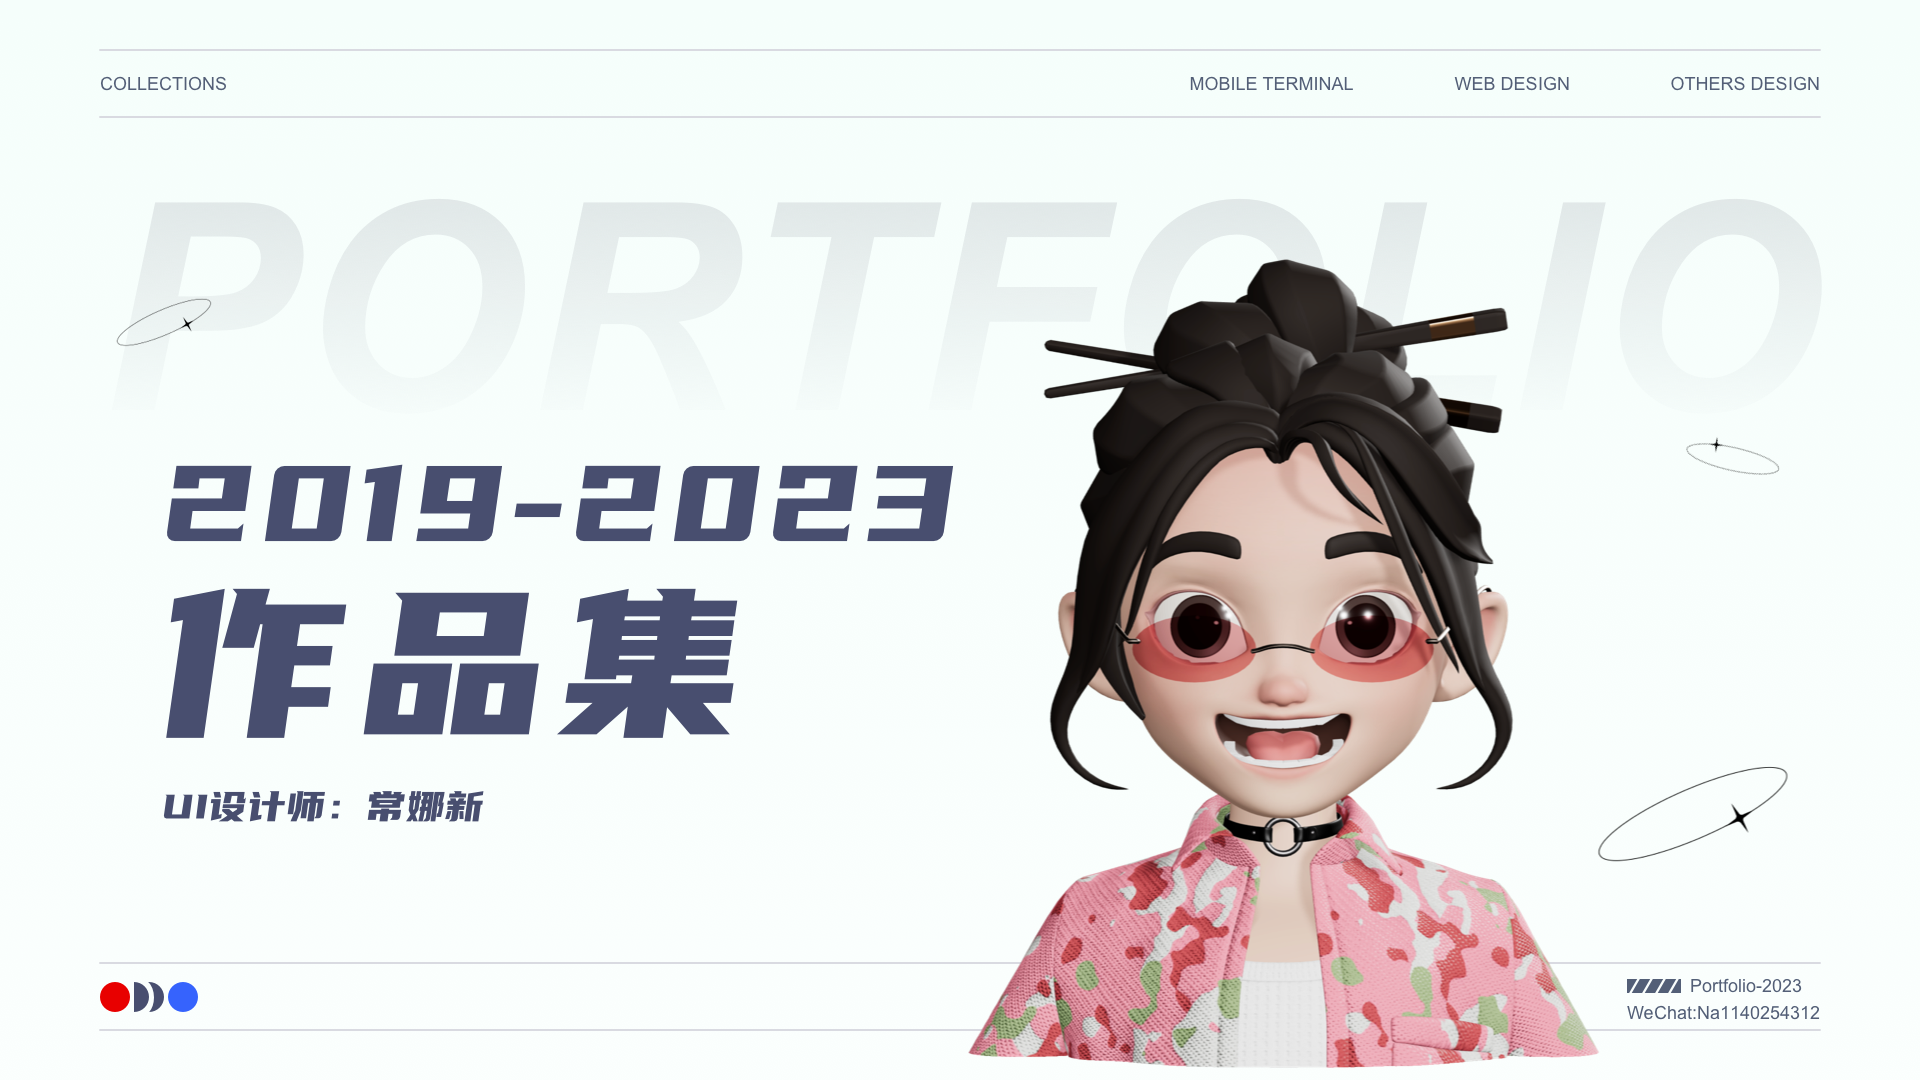 COLLECTIONS
MOBILE TERMINAL
WEB DESIGN
OTHERS DESIGN
PORTFOLIO
2019-2023
作品集
UI设计师：常娜新
Portfolio-2023
WeChat:Na1140254312